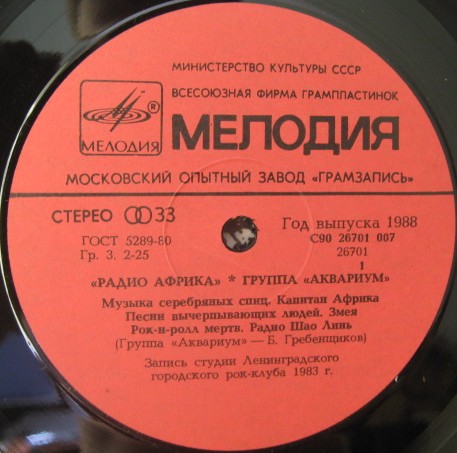 МИНИСТЕРСТВО КУЛЬТУРЫ СССР
ВСЕСОЮЗНАЯ ФИРМА ГРАМПЛАСТИНОК
® МЕЛОДИЯ
МЕЛОДИЯ
МОСКОВСКИЙ ОПЫТНЫЙ ЗАВОД «ГРАМЗАПИСЬ»
СТЕРЕО 33
Год выпуска 1988
ГОСТ 5289-80
С90 26701 007
Гр. 3. 2-25
26701
1
«РАДИО АФРИКА» * ГРУППА «АКВАРИУМ»
Музыка серебряных спиц. Капитан Африка
Песни вычерпывающих людей. Змея
Рок-н-ролл мертв. Радио Шао Линь
(Группа «Аквариум» — Б. Гребенщиков)
Запись студии Ленинградского
городского рок-клуба 1983 г.